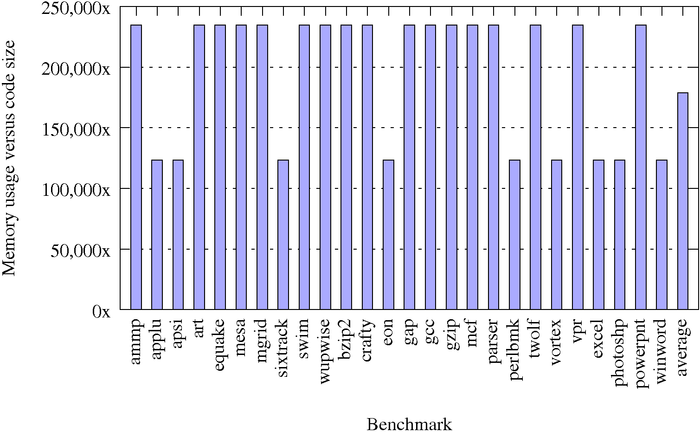 Memory usage versus code size
250,000x
200,000x
150,000x
100,000x
50,000x
0x
ammp
applu
apsi
art
equake
mesa
mgrid
sixtrack
swim
wupwise
bzip2
crafty
eon
gap
gcc
gzip
mcf
parser
perlbmk
twolf
vortex
vpr
excel
photoshp
powerpnt
winword
average
Benchmark